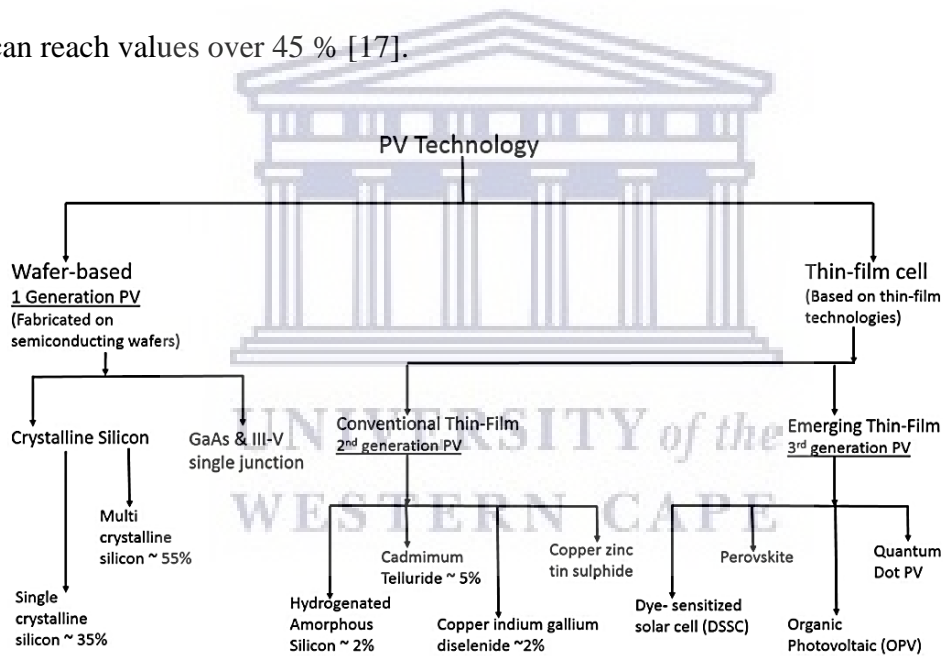 can reach values over 45 % [17].
PV Technology
Wafer-based
1 Generation PV
(Fabricated on
semiconducting wafers)
Thin-film cell
(Based on thin-film
technologies)
Crystalline Silicon
GaAs & III-V
single junction
Conventional Thin-Film
2nd generation PV
Emerging Thin-Film
3rd generation PV
UNIVERSITY of the
WESTERN CAPE
Multi
crystalline
silicon ~ 55%
Single
crystalline
silicon ~ 35%
Hydrogenated
Amorphous
Silicon ~ 2%
Cadmimum
Telluride ~ 5%
Copper indium gallium
diselenide ~2%
Copper zinc
tin sulphide
Dye- sensitized
solar cell (DSSC)
Perovskite
Organic
Photovoltaic (OPV)
Quantum
Dot PV